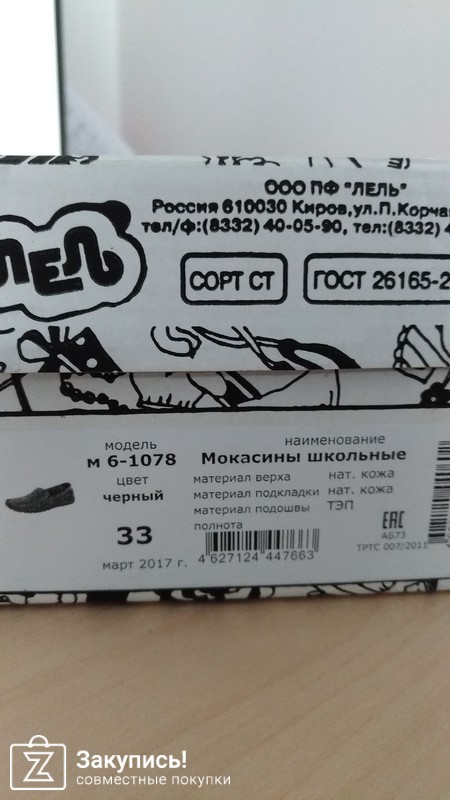 ООО ПФ "ЛЕЛЬ"
Россия 610030 Киров, ул.П.Корча
тел/ф:(8332) 40-05-90, тел:(8332) 4
ЛЕЛЬ
СОРТ СТ
ГОСТ 26165-2
модель
м 6-1078
цвет
черный
33
март 2017 г.
наименование
Мокасины школьные
материал верха нат. кожа
материал подкладки нат. кожа
материал подошвы ТЭП
полнота
4 627124 447663
ЕАС
АБ73
ТРТС 007/2011
Закупись!
совместные покупки